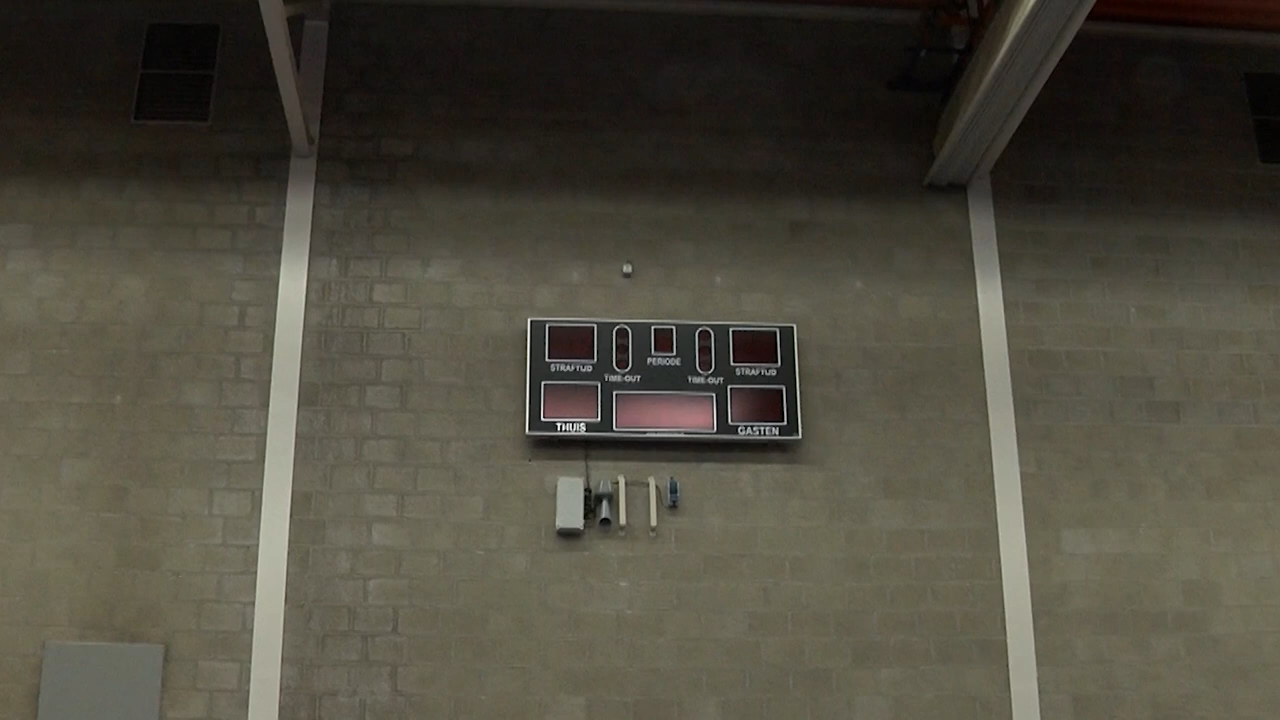 PERIODE
STRAFTIJD STRAFTIJD
TIME-OUT TIME-OUT
THUIS GASTEN